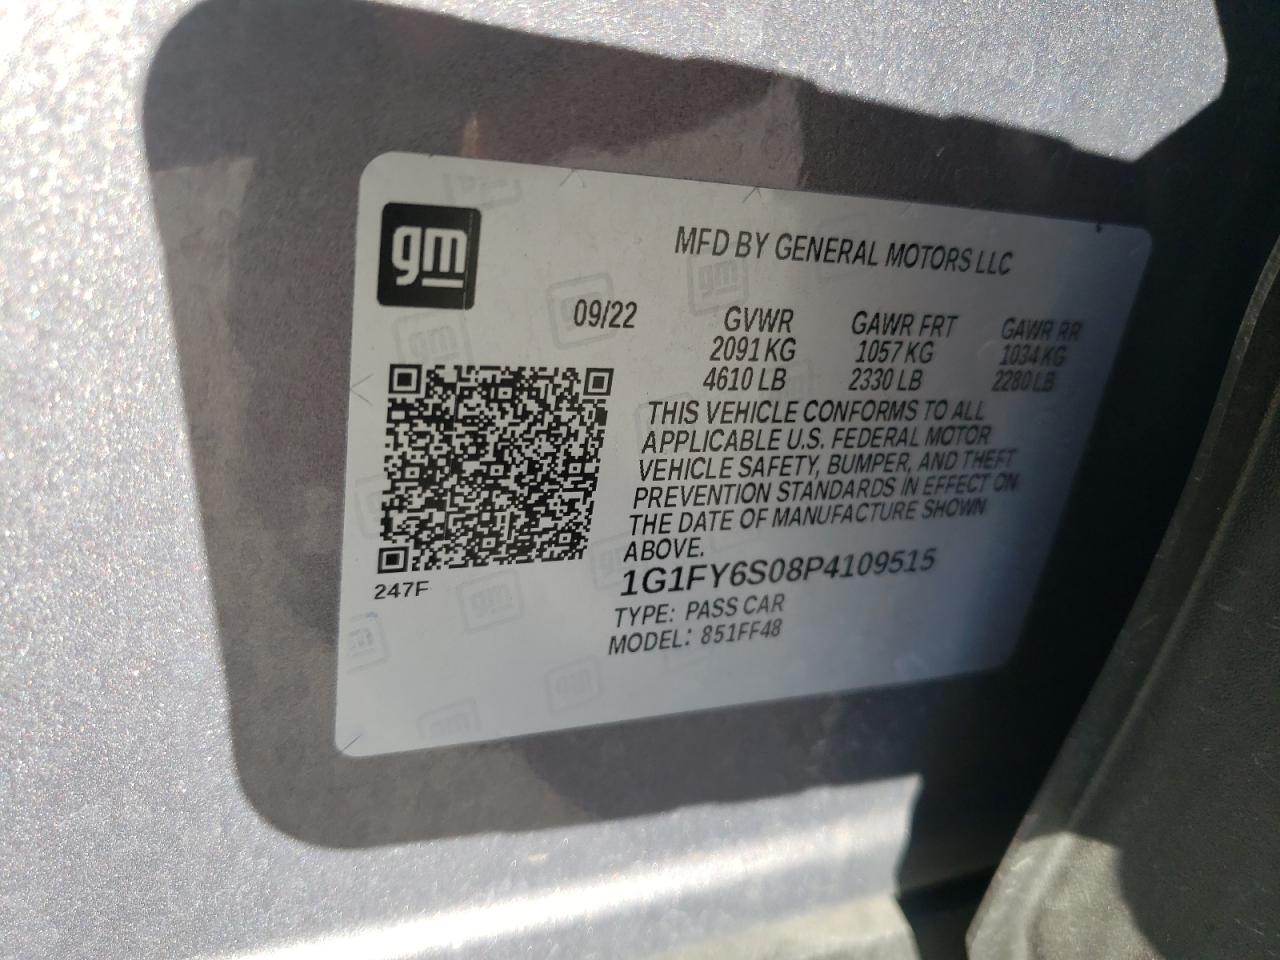 gm
MFD BY GENERAL MOTORS LLC
09/22 GVWR GAWR FRT GAWR RR
2091 KG 1057 KG 1034 KG
4610 LB 2330 LB 2280 LB
THIS VEHICLE CONFORMS TO ALL
APPLICABLE U.S. FEDERAL MOTOR
VEHICLE SAFETY, BUMPER, AND THEFT
PREVENTION STANDARDS IN EFFECT ON
THE DATE OF MANUFACTURE SHOWN
ABOVE.
247F
1G1FY6S08P4109515
TYPE: PASS CAR
MODEL: 851FF48